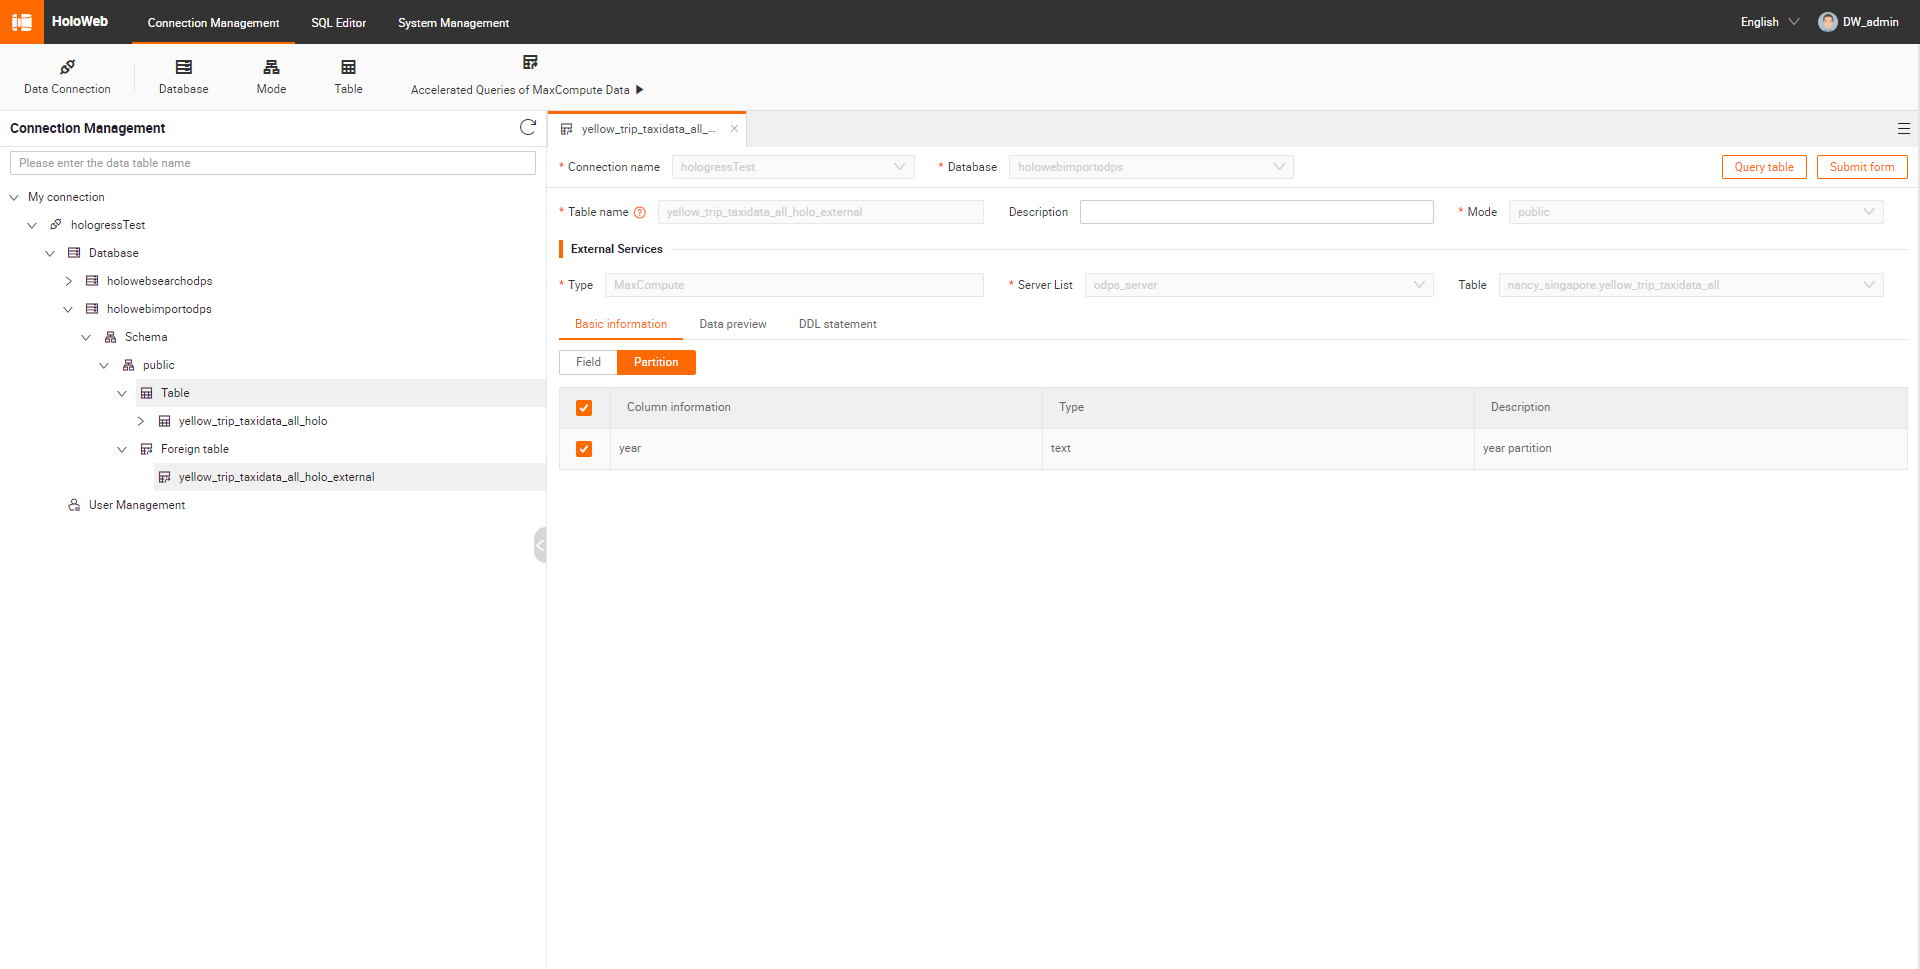 HoloWeb
Connection Management
SQL Editor
System Management
English
DW_admin
Data Connection
Database
Mode
Table
Accelerated Queries of MaxCompute Data
Connection Management
Please enter the data table name
My connection
hologressTest
Database
holowebsearchodps
holowebimportodps
Schema
public
Table
yellow_trip_taxidata_all_holo
Foreign table
yellow_trip_taxidata_all_holo_external
User Management
yellow_trip_taxidata_all_...
* Connection name
hologressTest
* Database
holowebimportodps
Query table
Submit form
* Table name
yellow_trip_taxidata_all_holo_external
Description
* Mode
public
External Services
* Type
MaxCompute
* Server List
odps_server
Table
nancy_singapore.yellow_trip_taxidata_all
Basic information
Data preview
DDL statement
Field
Partition
Column information
Type
Description
year
text
year partition